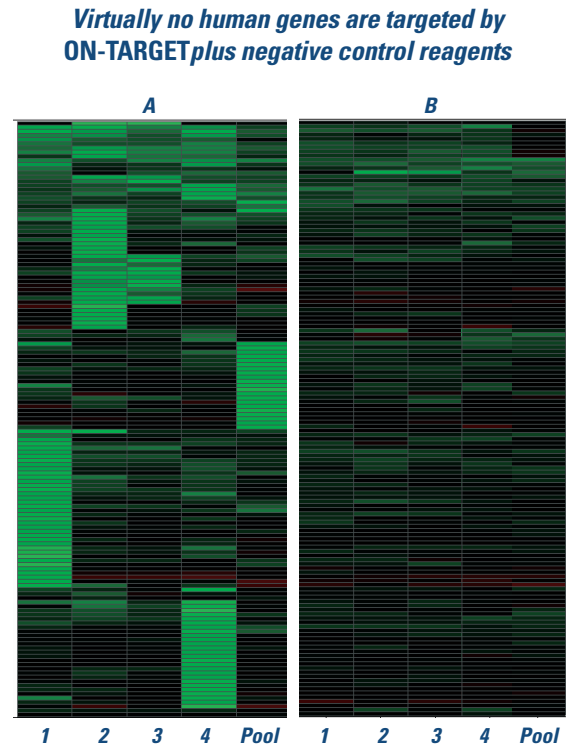 Virtually no human genes are targeted by
ON-TARGETplus negative control reagents
A B
1 2 3 4 Pool 1 2 3 4 Pool